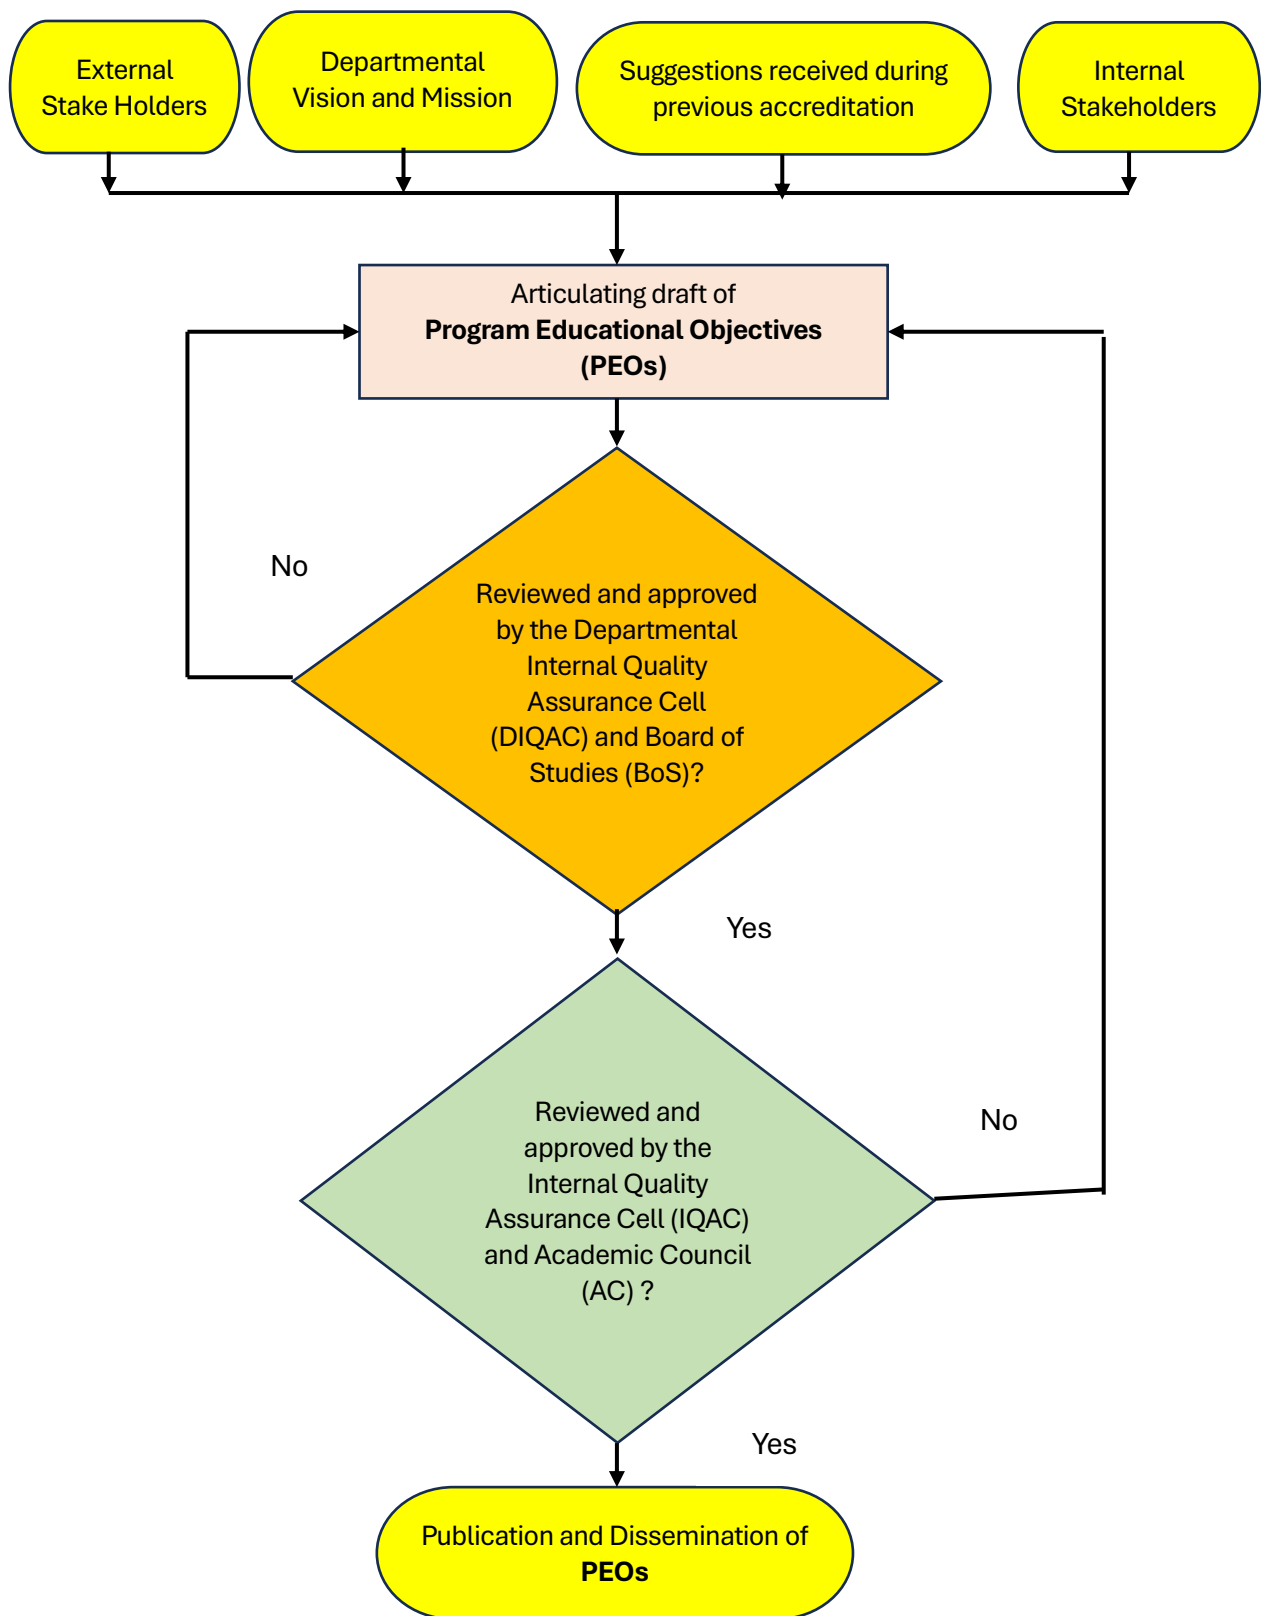 External
Stake Holders
Departmental
Vision and Mission
Suggestions received during
previous accreditation
Internal
Stakeholders
Articulating draft of
Program Educational Objectives
(PEOs)
No
Reviewed and approved
by the Departmental
Internal Quality
Assurance Cell
(DIQAC) and Board of
Studies (BoS)?
Yes
Reviewed and
approved by the
Internal Quality
Assurance Cell (IQAC)
and Academic Council
(AC) ?
No
Yes
Publication and Dissemination of
PEOs